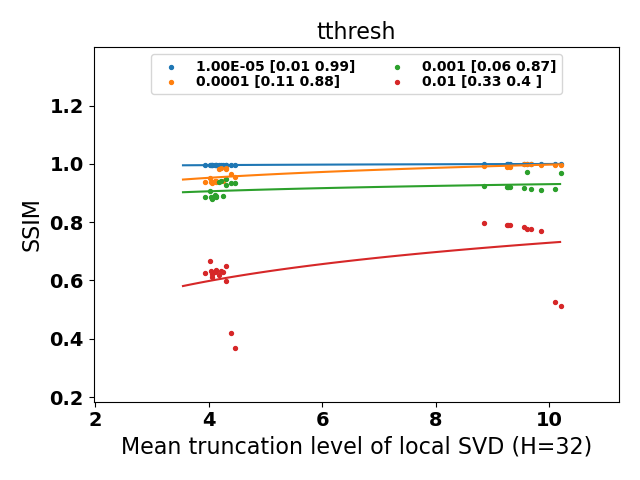 tthresh
1.00E-05 [0.01 0.99]
0.0001 [0.11 0.88]
0.001 [0.06 0.87]
0.01 [0.33 0.4 ]
SSIM
1.2
1.0
0.8
0.6
0.4
0.2
2 4 6 8 10
Mean truncation level of local SVD (H=32)